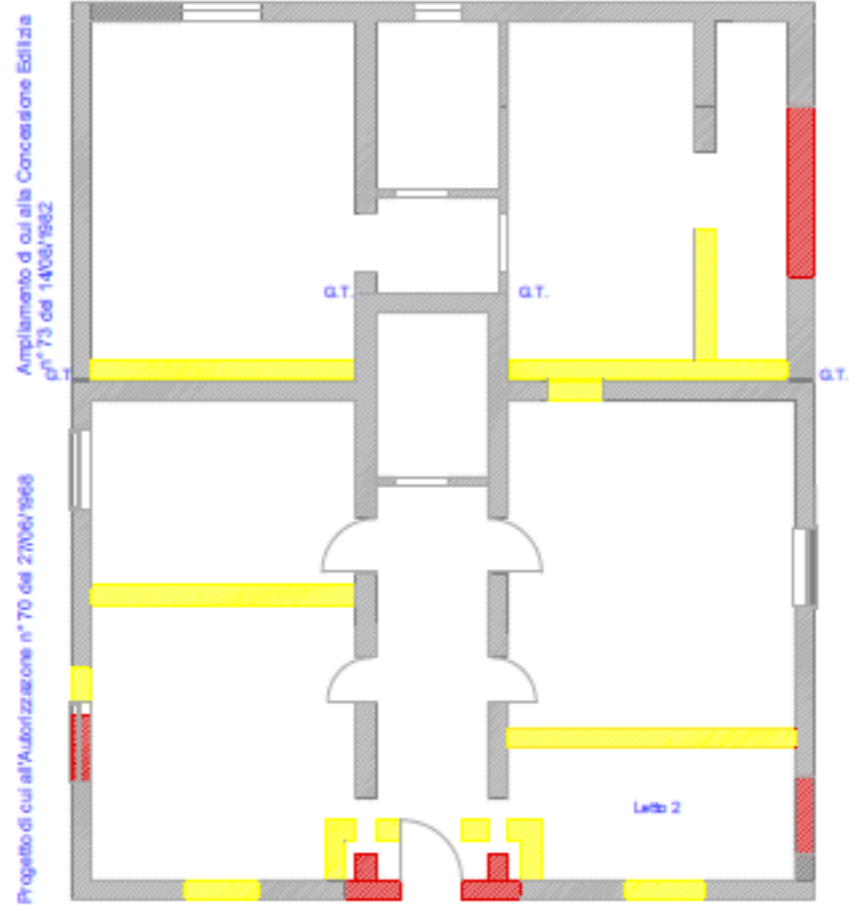 Ampliamento di cui alla Concessione Edilizia
n° 73 del 14/08/1982
G.T.
G.T.
G.T.
G.T.
Progetto di cui all'Autorizzazione n° 70 del 27/06/1968
Letto 2